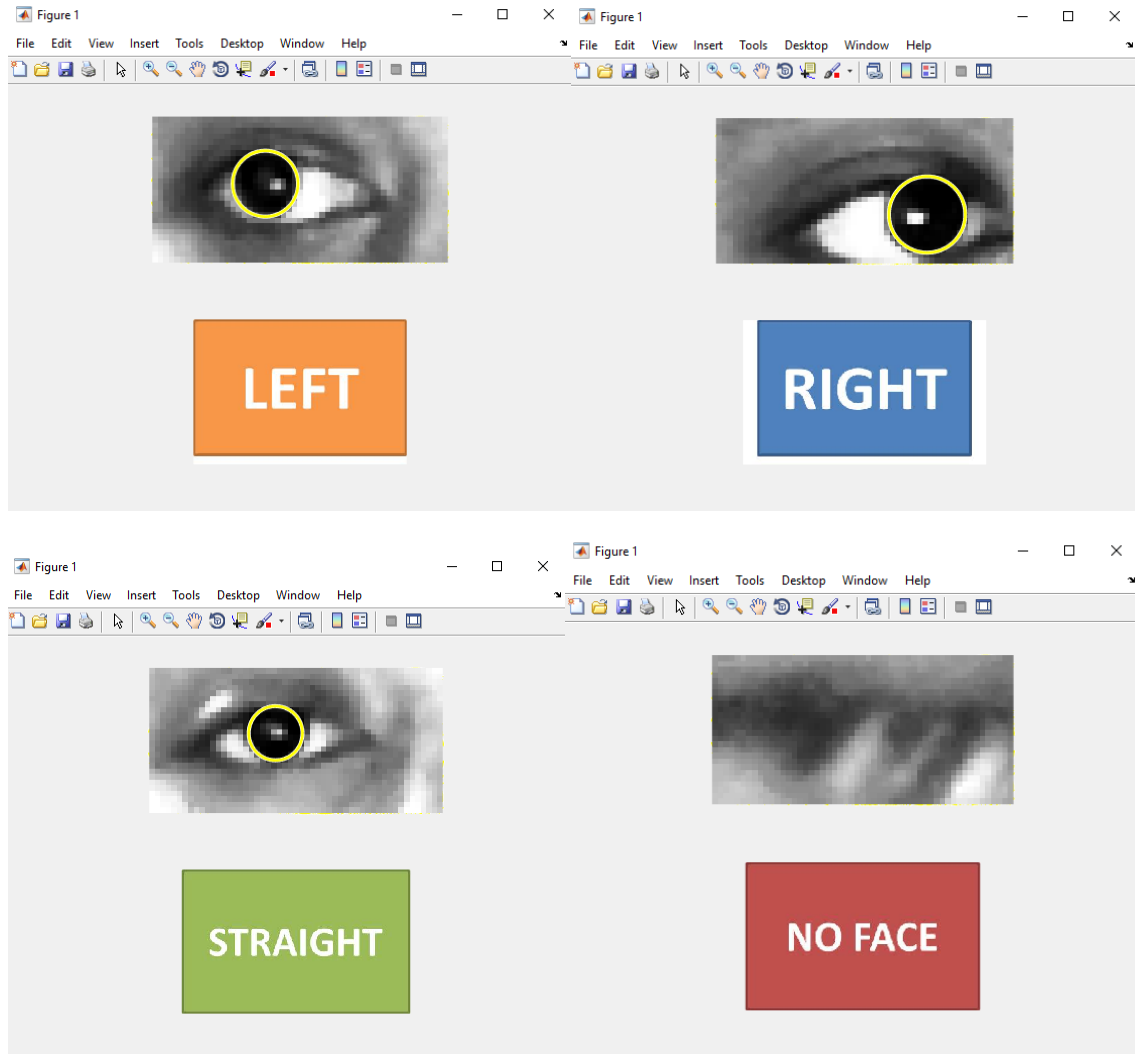 Figure 1
File Edit View Insert Tools Desktop Window Help
LEFT
Figure 1
File Edit View Insert Tools Desktop Window Help
RIGHT
Figure 1
File Edit View Insert Tools Desktop Window Help
STRAIGHT
Figure 1
File Edit View Insert Tools Desktop Window Help
NO FACE